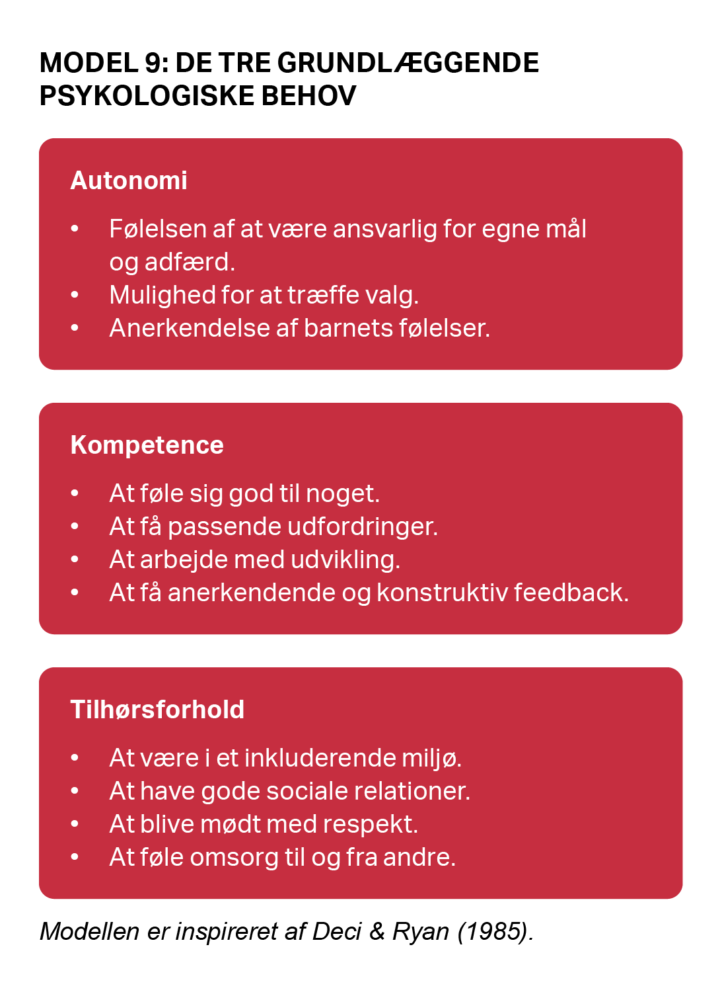 MODEL 9: DE TRE GRUNDLÆGGENDE
PSYKOLOGISKE BEHOV
Autonomi
• Følelsen af at være ansvarlig for egne mål
og adfærd.
• Mulighed for at træffe valg.
• Anerkendelse af barnets følelser.
Kompetence
• At føle sig god til noget.
• At få passende udfordringer.
• At arbejde med udvikling.
• At få anerkendende og konstruktiv feedback.
Tilhørsforhold
• At være i et inkluderende miljø.
• At have gode sociale relationer.
• At blive mødt med respekt.
• At føle omsorg til og fra andre.
Modellen er inspireret af Deci & Ryan (1985).